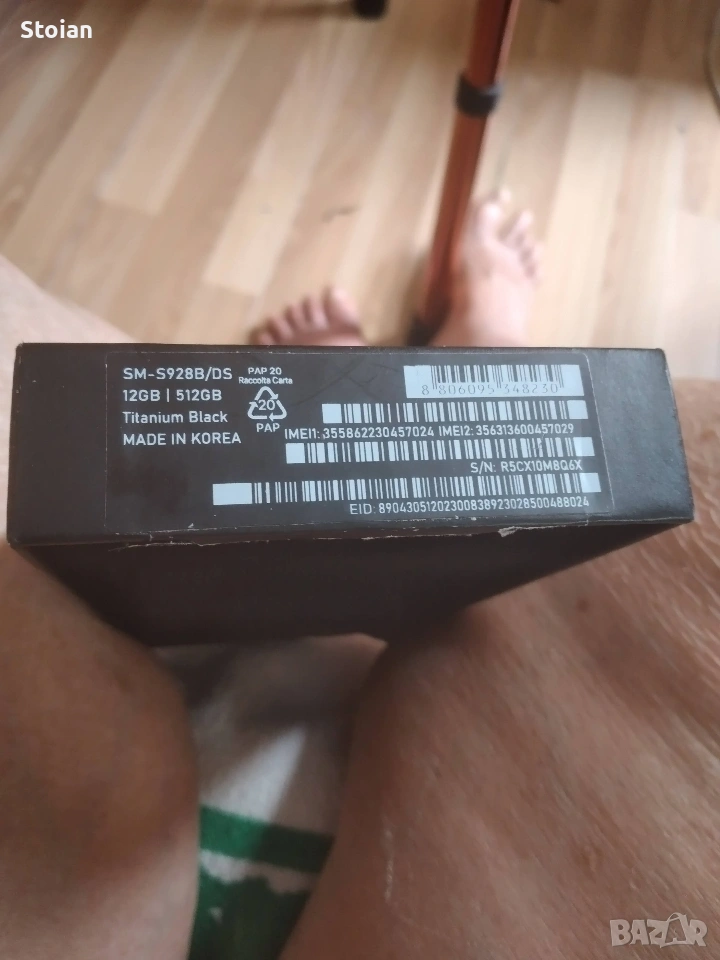 Stoian
SM-S928B/DS
12GB | 512GB
Titanium Black
MADE IN KOREA
PAP 20
Raccolta Carta
20
PAP
8 806095 348230
IMEI1: 355862230457024 IMEI2: 356313600457029
S/N: R5CX10M8Q6X
EID: 89043051202300838923028500488024
BAZAR